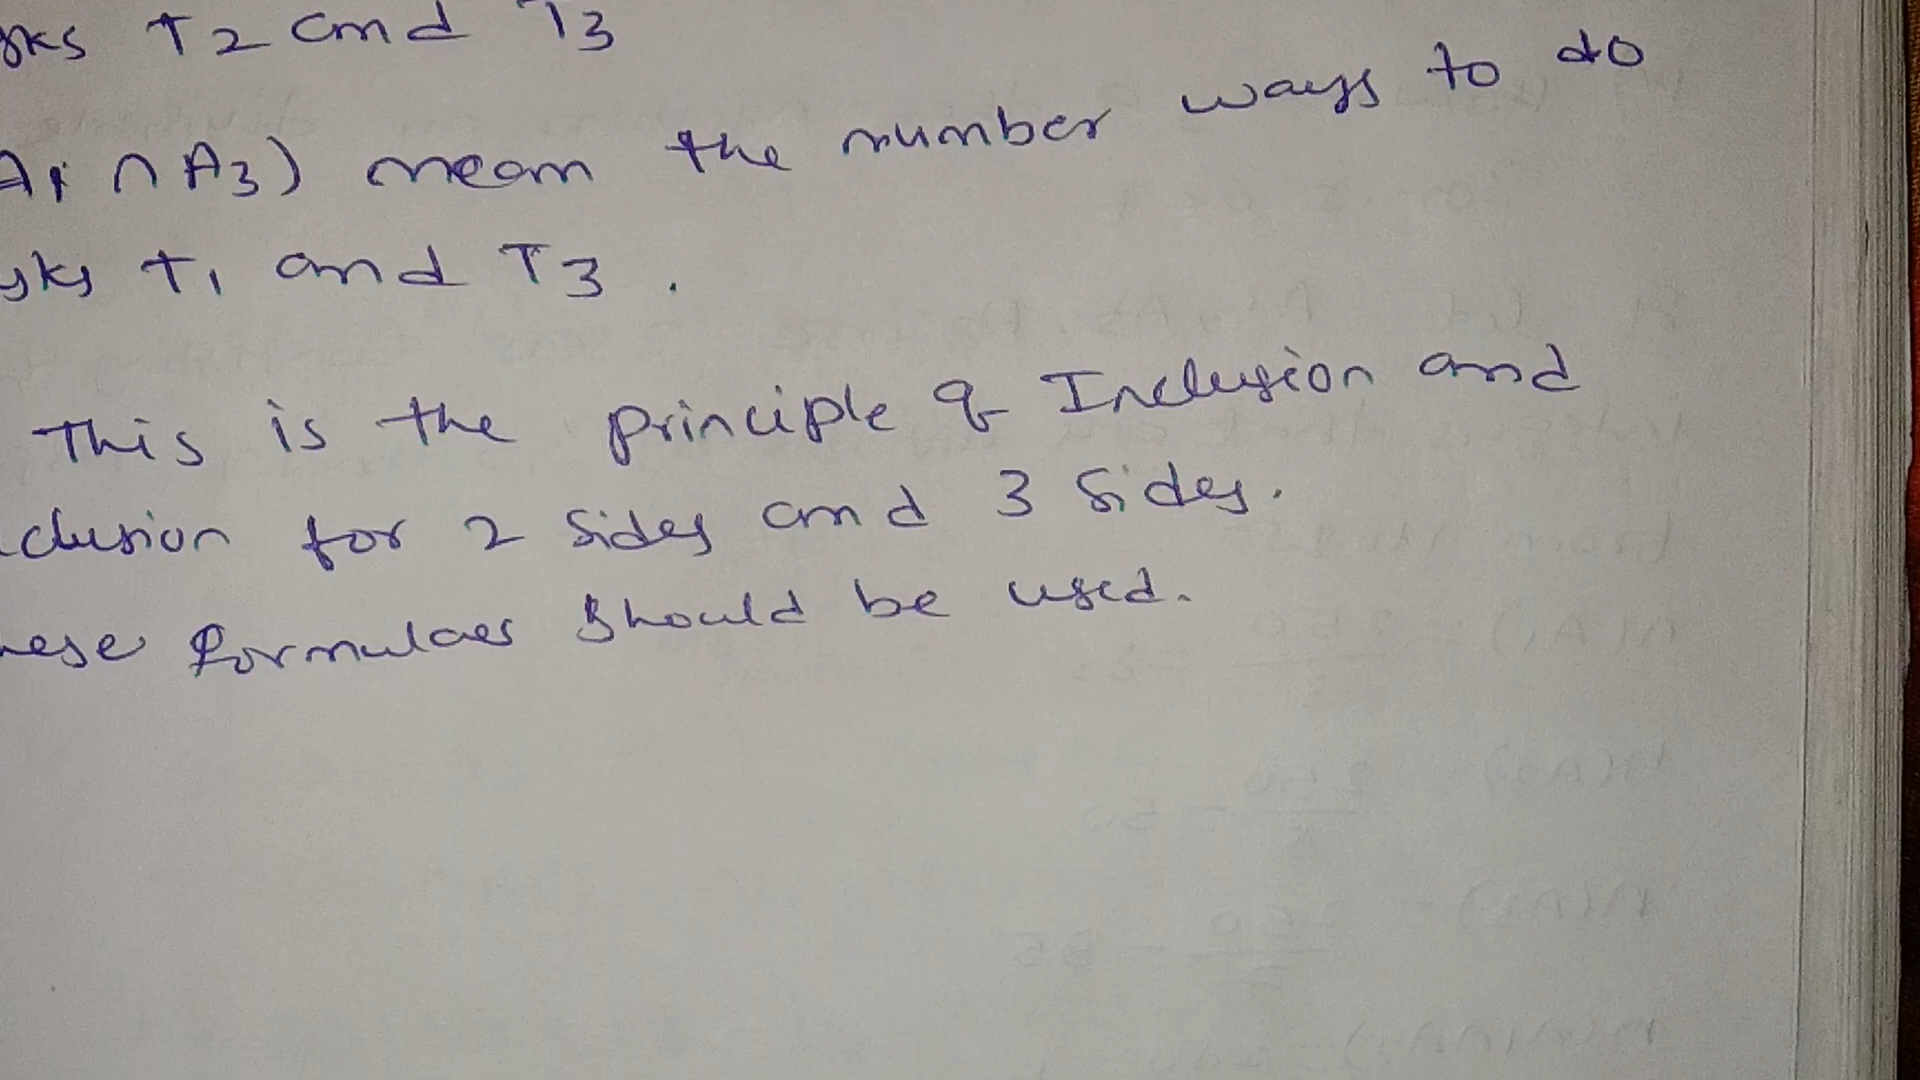 sks T2 and T3
A1 ∩ A3) mean the number ways to do
sks T1 and T3.
This is the principle of Inclusion and
clusion for 2 sides and 3 sides.
hese formulaes should be used.